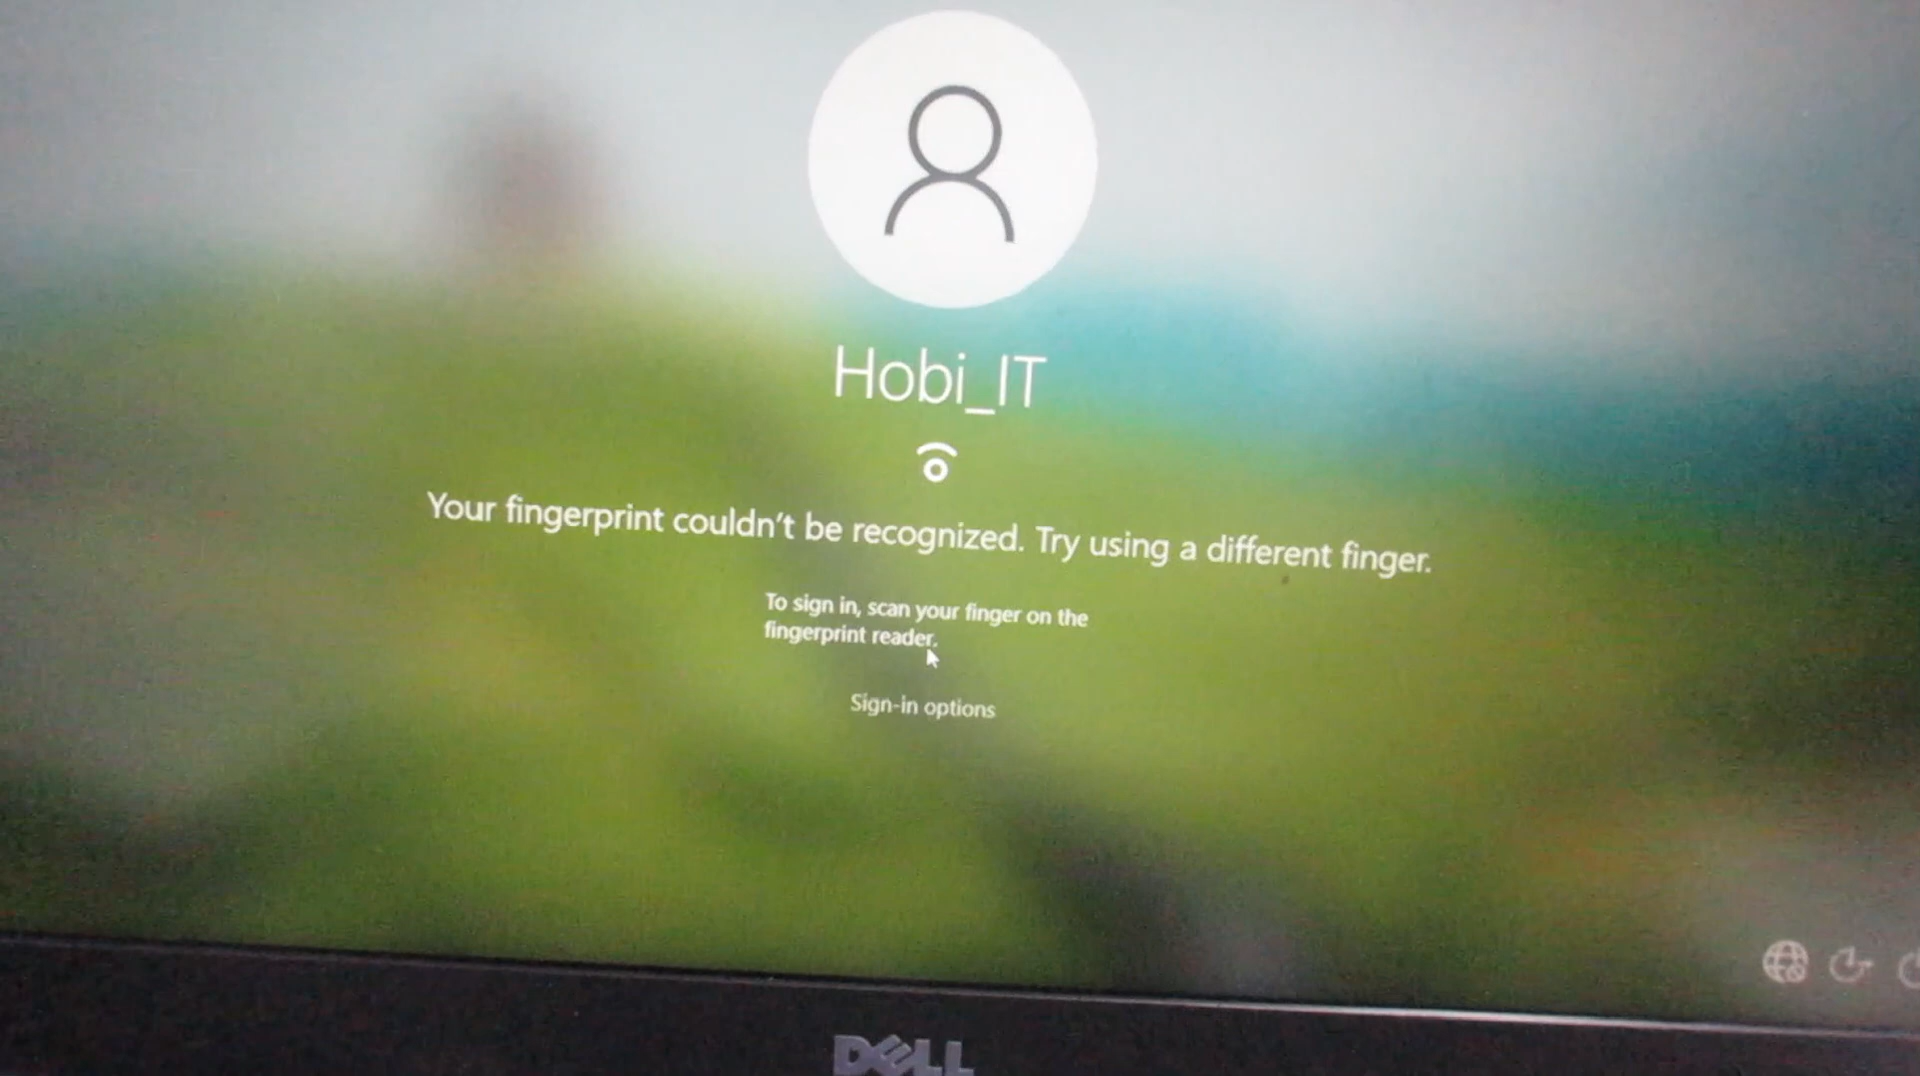 Hobi_IT
Your fingerprint couldn't be recognized. Try using a different finger.
To sign in, scan your finger on the
fingerprint reader.
Sign-in options
DELL